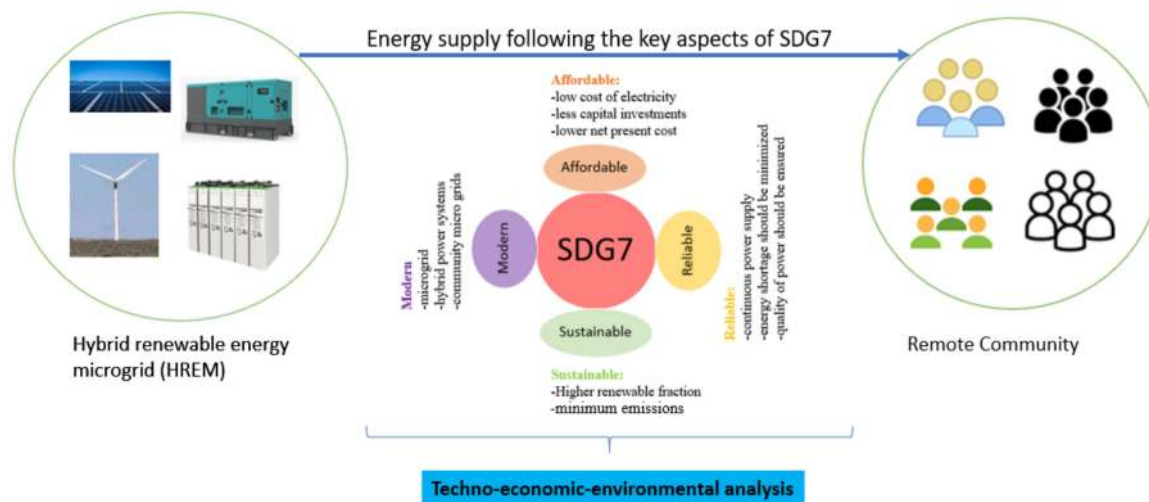 Energy supply following the key aspects of SDG7
Affordable:
-low cost of electricity
-less capital investments
-lower net present cost
Affordable
Modern
-microgrid
-hybrid power systems
-community micro grids
Modern
SDG7
Reliable
Reliable:
-continuous power supply
-energy shortage should be minimized
-quality of power should be ensured
Sustainable
Sustainable:
-Higher renewable fraction
-minimum emissions
Hybrid renewable energy
microgrid (HREM)
Remote Community
Techno-economic-environmental analysis